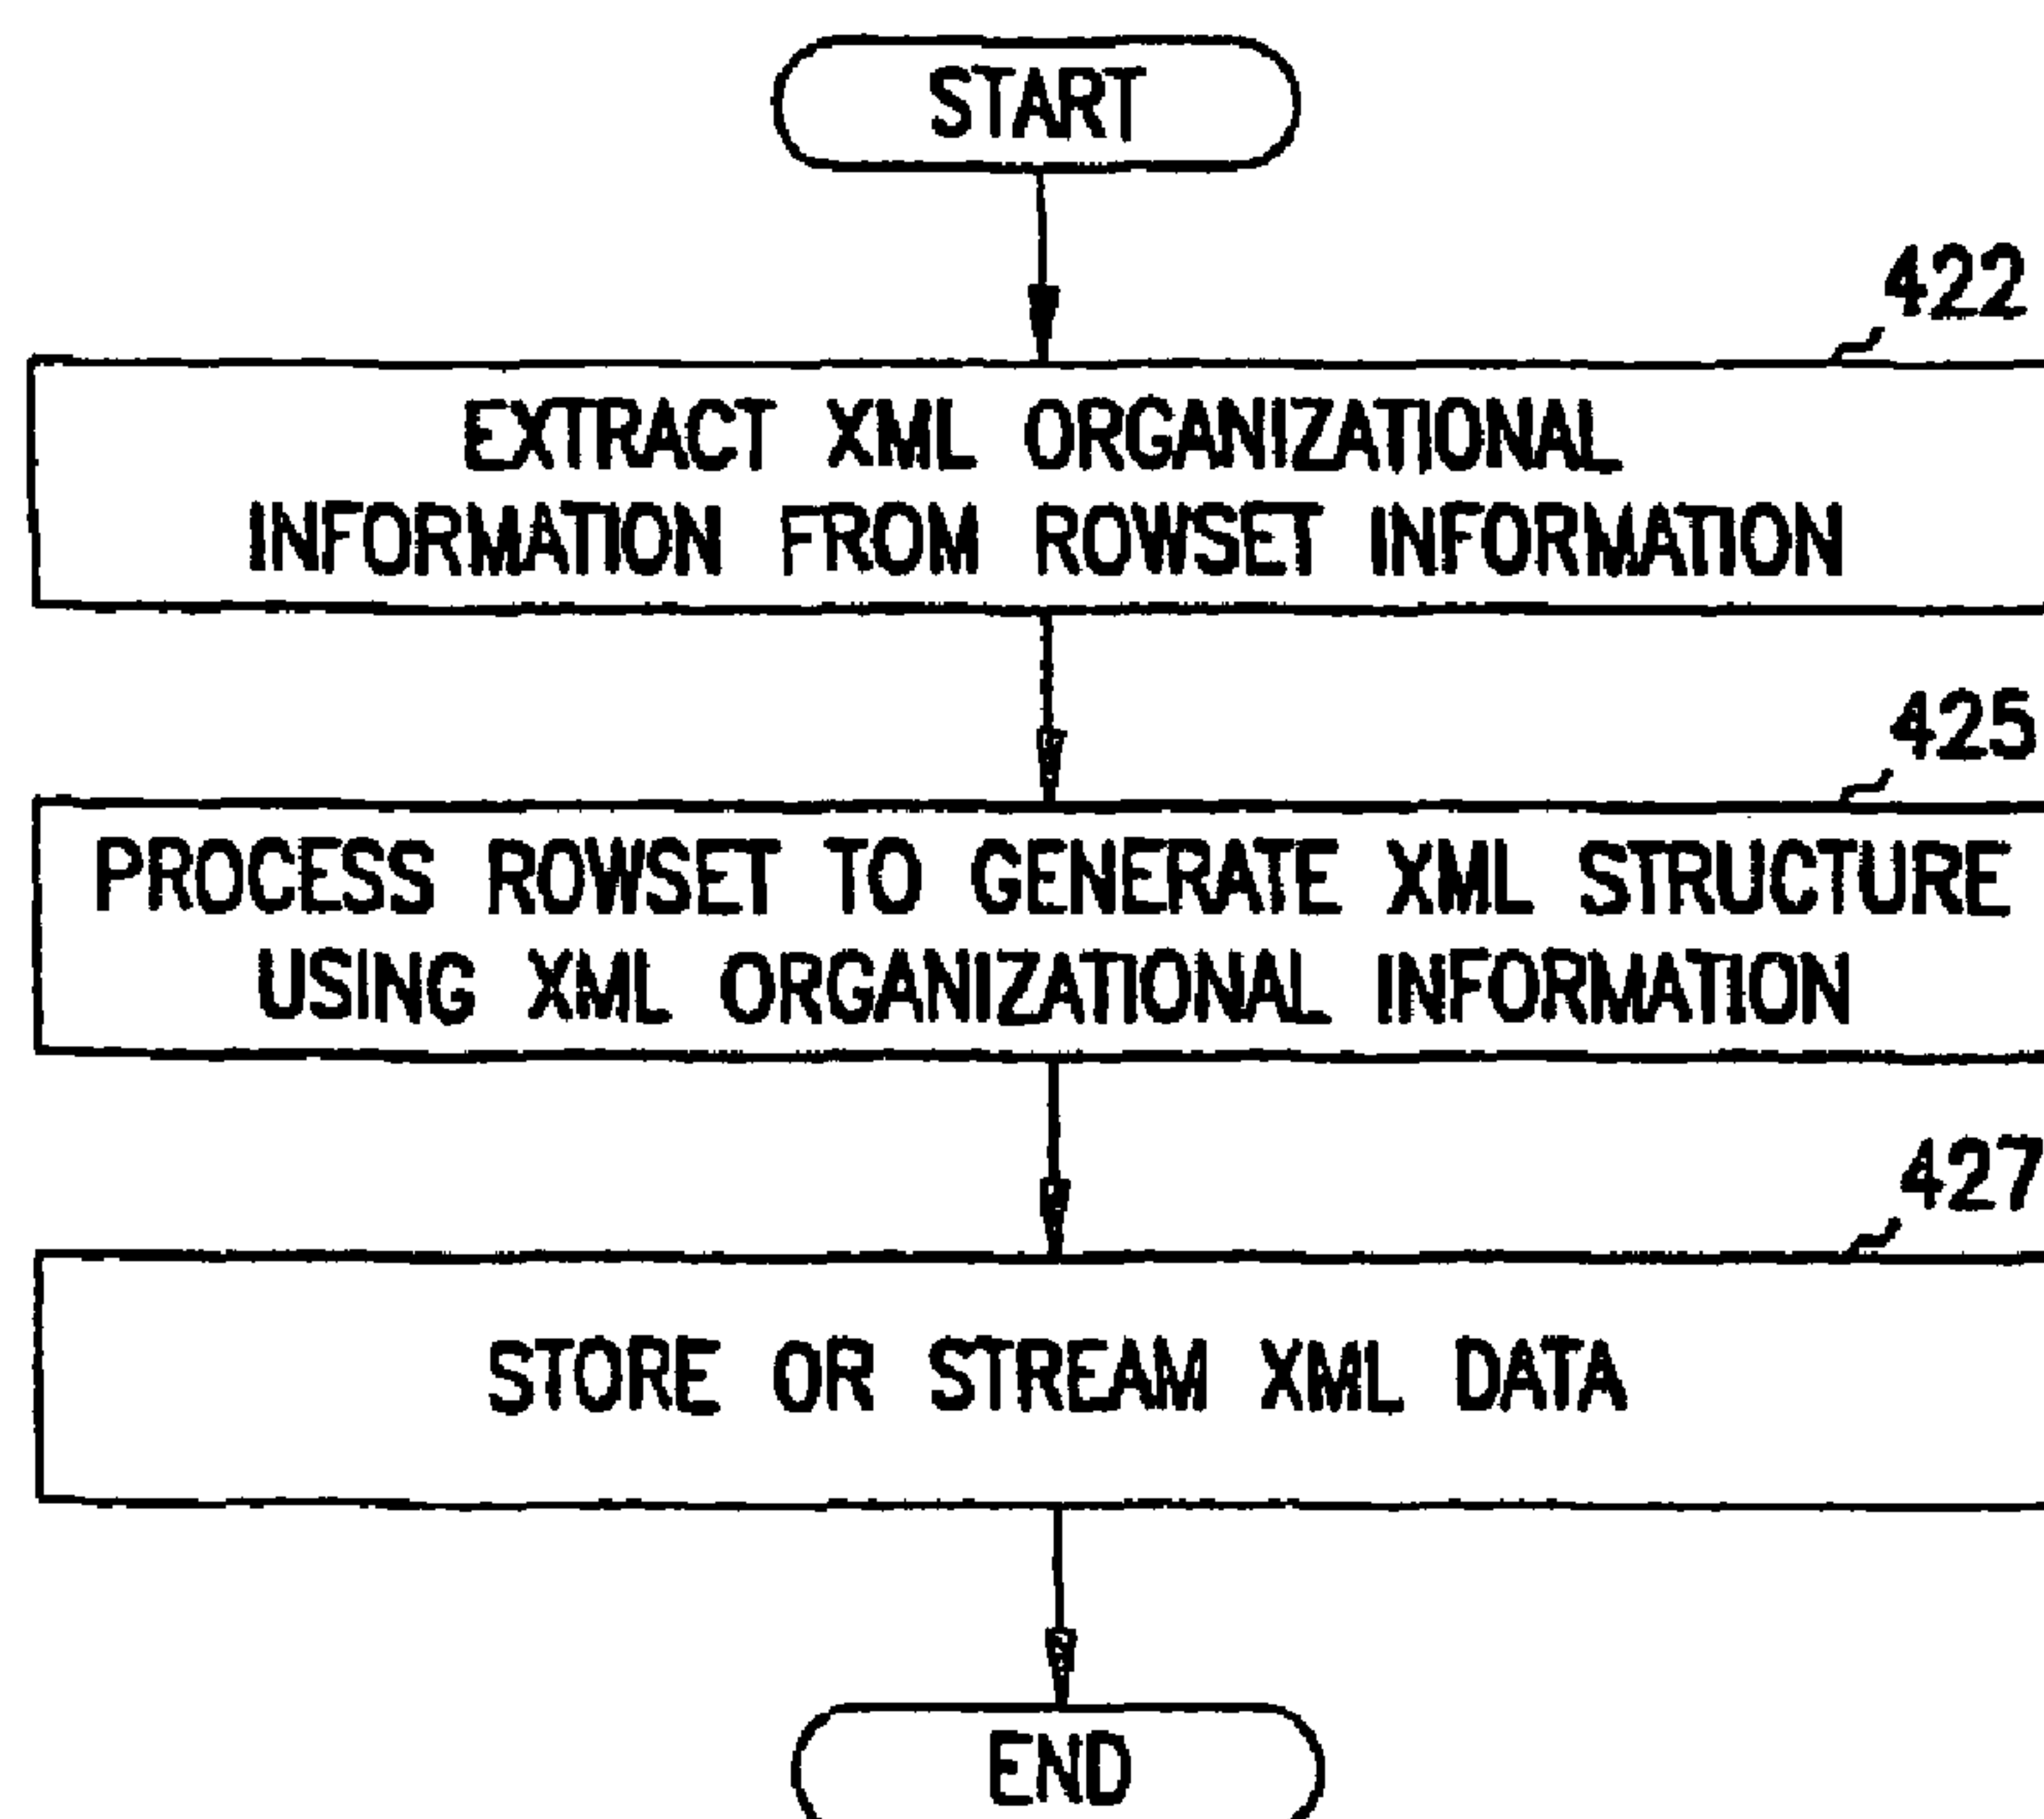 START
422
EXTRACT XML ORGANIZATIONAL
INFORMATION FROM ROWSET INFORMATION
425
PROCESS ROWSET TO GENERATE XML STRUCTURE
USING XML ORGANIZATIONAL INFORMATION
427
STORE OR STREAM XML DATA
END